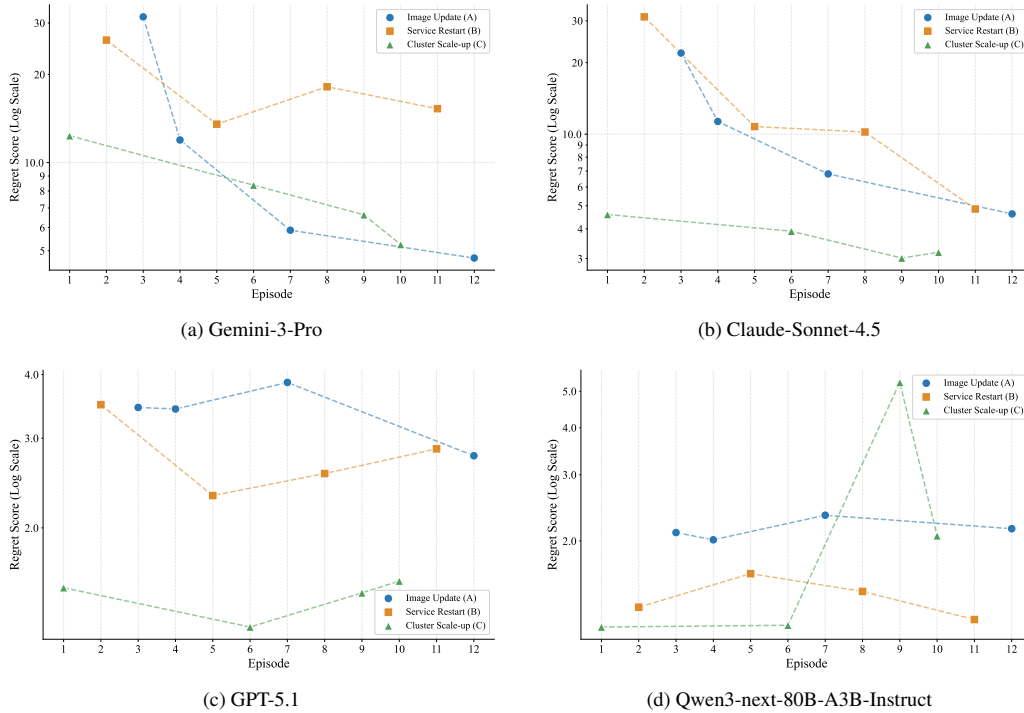 Regret Score (Log Scale)
30
20
10.0
9
8
7
6
5
1 2 3 4 5 6 7 8 9 10 11 12
Episode
Image Update (A)
Service Restart (B)
Cluster Scale-up (C)
(a) Gemini-3-Pro
Regret Score (Log Scale)
30
20
10.0
9
8
7
6
5
4
3
1 2 3 4 5 6 7 8 9 10 11 12
Episode
Image Update (A)
Service Restart (B)
Cluster Scale-up (C)
(b) Claude-Sonnet-4.5
Regret Score (Log Scale)
4.0
3.0
2.0
1 2 3 4 5 6 7 8 9 10 11 12
Episode
Image Update (A)
Service Restart (B)
Cluster Scale-up (C)
(c) GPT-5.1
Regret Score (Log Scale)
5.0
4.0
3.0
2.0
1 2 3 4 5 6 7 8 9 10 11 12
Episode
Image Update (A)
Service Restart (B)
Cluster Scale-up (C)
(d) Qwen3-next-80B-A3B-Instruct